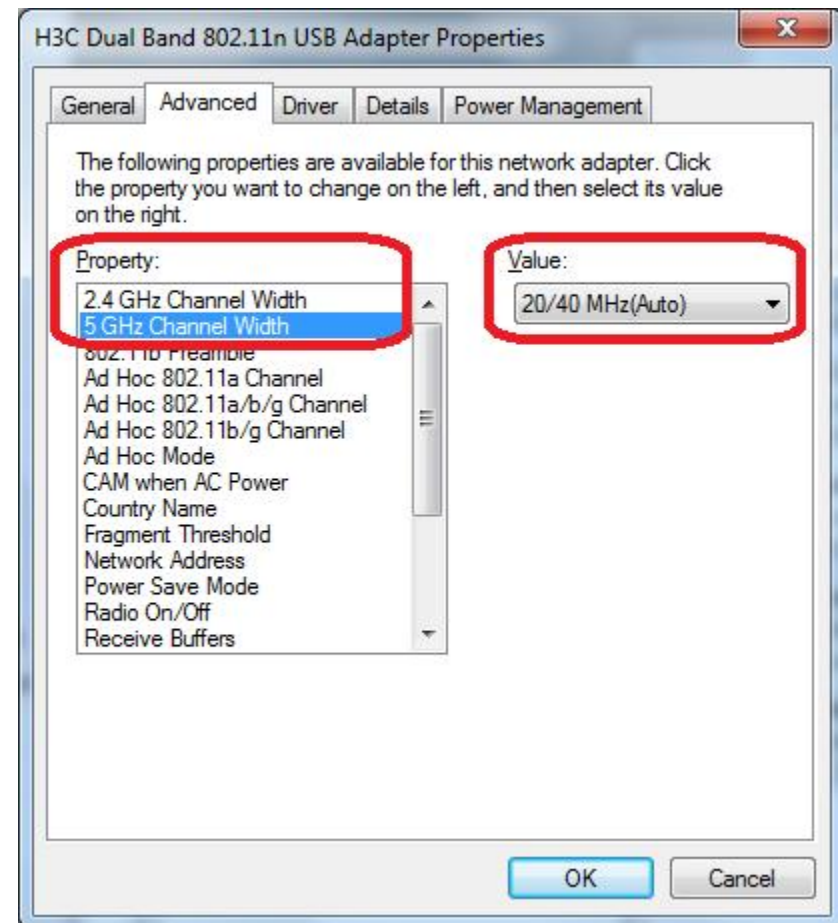 H3C Dual Band 802.11n USB Adapter Properties
General Advanced Driver Details Power Management
The following properties are available for this network adapter. Click
the property you want to change on the left, and then select its value
on the right.
Property:
Value:
2.4 GHz Channel Width
20/40 MHz(Auto)
5 GHz Channel Width
802.11b Preamble
Ad Hoc 802.11a Channel
Ad Hoc 802.11a/b/g Channel
Ad Hoc 802.11b/g Channel
Ad Hoc Mode
CAM when AC Power
Country Name
Fragment Threshold
Network Address
Power Save Mode
Radio On/Off
Receive Buffers
OK Cancel